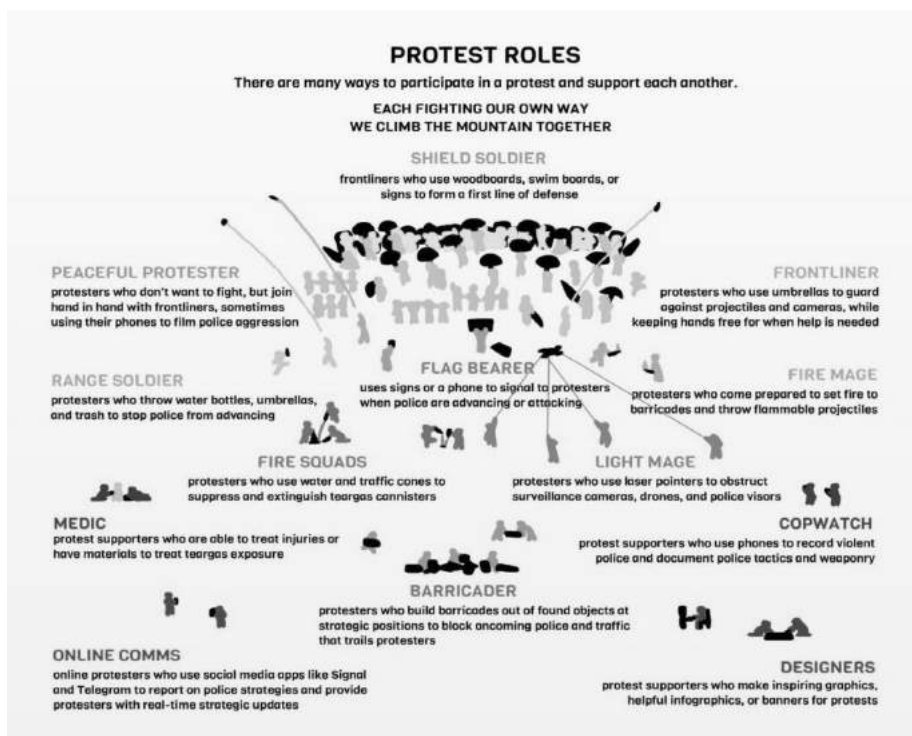 PROTEST ROLES
There are many ways to participate in a protest and support each another.
EACH FIGHTING OUR OWN WAY
WE CLIMB THE MOUNTAIN TOGETHER
SHIELD SOLDIER
frontliners who use woodboards, swim boards, or
signs to form a first line of defense
PEACEFUL PROTESTER
protesters who don't want to fight, but join
hand in hand with frontliners, sometimes
using their phones to film police aggression
FRONTLINER
protesters who use umbrellas to guard
against projectiles and cameras, while
keeping hands free for when help is needed
RANGE SOLDIER
protesters who throw water bottles, umbrellas,
and trash to stop police from advancing
FLAG BEARER
uses signs or a phone to signal to protesters
when police are advancing or attacking
FIRE MAGE
protesters who come prepared to set fire to
barricades and throw flammable projectiles
FIRE SQUADS
protesters who use water and traffic cones to
suppress and extinguish teargas cannisters
LIGHT MAGE
protesters who use laser pointers to obstruct
surveillance cameras, drones, and police visors
MEDIC
protest supporters who are able to treat injuries or
have materials to treat teargas exposure
COPWATCH
protest supporters who use phones to record violent
police and document police tactics and weaponry
BARRICADER
protesters who build barricades out of found objects at
strategic positions to block oncoming police and traffic
that trails protesters
ONLINE COMMS
online protesters who use social media apps like Signal
and Telegram to report on police strategies and provide
protesters with real-time strategic updates
DESIGNERS
protest supporters who make inspiring graphics,
helpful infographics, or banners for protests